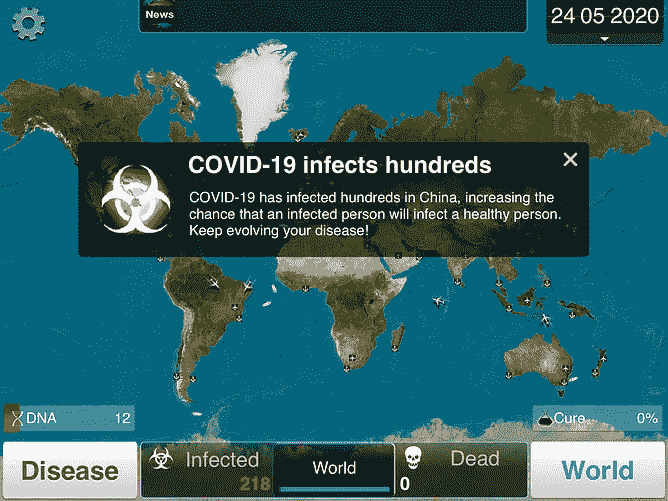 News
24 05 2020
COVID-19 infects hundreds
COVID-19 has infected hundreds in China, increasing the
chance that an infected person will infect a healthy person.
Keep evolving your disease!
DNA 12
Cure... 0%
Disease
Infected
218
World
Dead
0
World